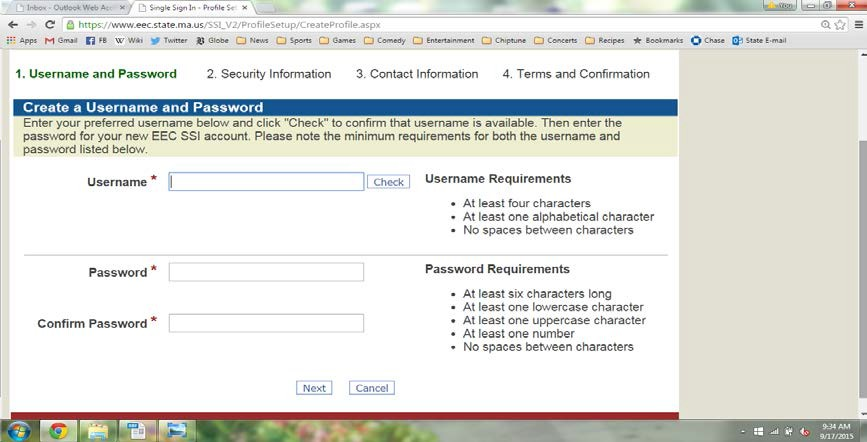 Inbox - Outlook Web Acc
Single Sign In - Profile Set
You
https://www.eec.state.ma.us/SSI_V2/ProfileSetup/CreateProfile.aspx
Apps Gmail FB Wiki Twitter Globe News Sports Games Comedy Entertainment Chiptune Concerts Recipes Bookmarks Chase State E-mail
1. Username and Password 2. Security Information 3. Contact Information 4. Terms and Confirmation
Create a Username and Password
Enter your preferred username below and click "Check" to confirm that username is available. Then enter the
password for your new EEC SSI account. Please note the minimum requirements for both the username and
password listed below.
Username * Check
Username Requirements
• At least four characters
• At least one alphabetical character
• No spaces between characters
Password *
Password Requirements
• At least six characters long
• At least one lowercase character
• At least one uppercase character
• At least one number
• No spaces between characters
Confirm Password *
Next Cancel
9:34 AM
9/17/2015